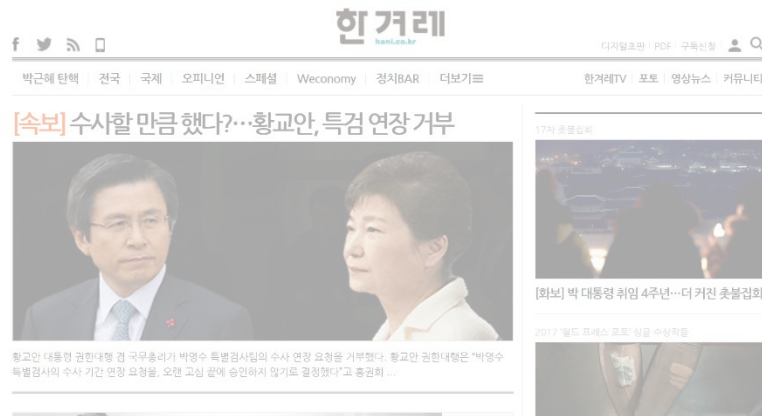 한겨레
hani.co.kr
디지털초판 PDF 구독신청
박근혜 탄핵 전국 국제 오피니언 스페셜 Weconomy 정치BAR 더보기
한겨레TV 포토 영상뉴스 커뮤니티
[속보] 수사할 만큼 했다?…황교안, 특검 연장 거부
황교안 대통령 권한대행 겸 국무총리가 박영수 특별검사팀의 수사 연장 요청을 거부했다. 황교안 권한대행은 “박영수
특별검사의 수사 기간 연장 요청을, 오랜 고심 끝에 승인하지 않기로 결정했다”고 홍권희 ...
17차 촛불집회
[화보] 박 대통령 취임 4주년…더 커진 촛불집회
2017 '월드 프레스 포토' 싱글 수상작들